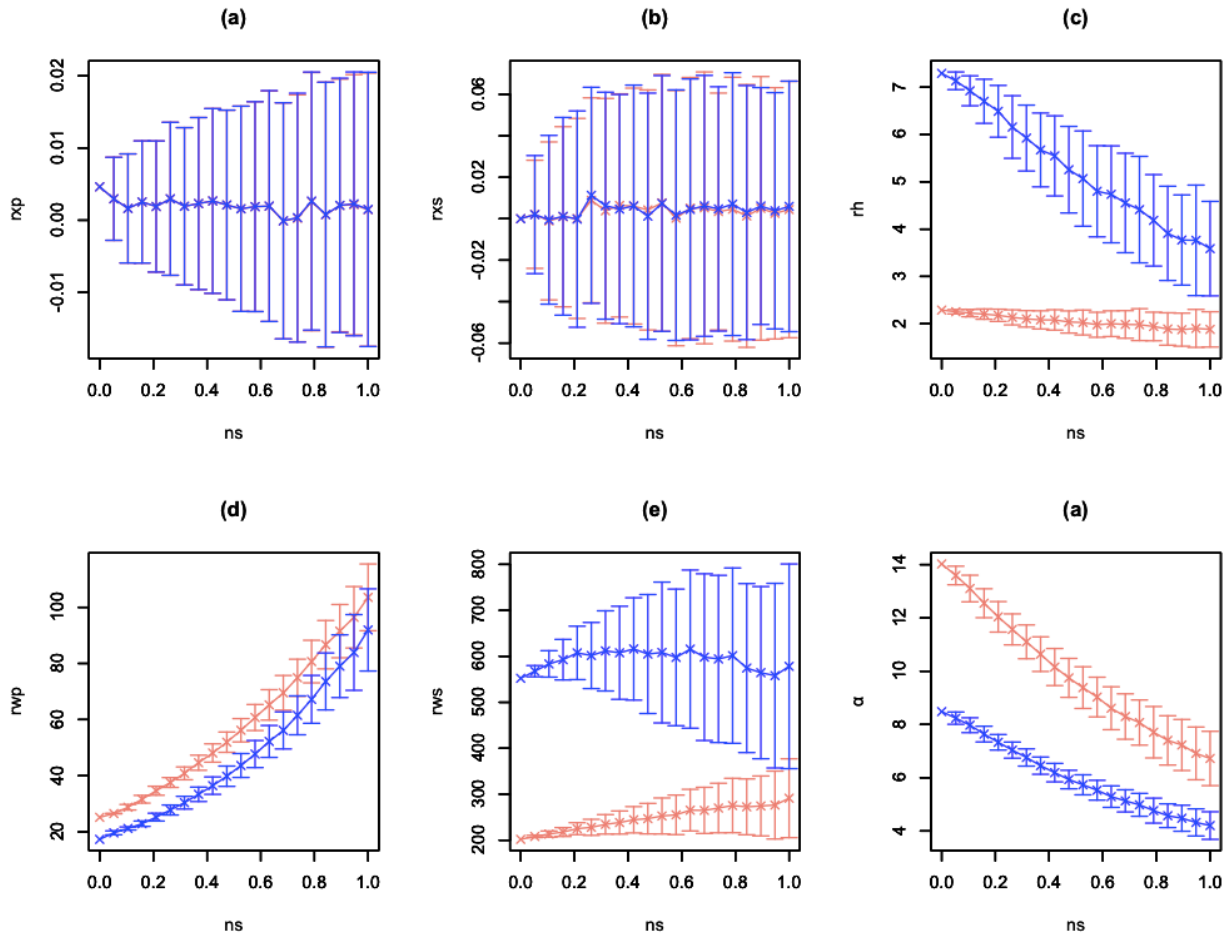 (a)
rxp
0.02
0.01
0.00
-0.01
0.0 0.2 0.4 0.6 0.8 1.0
ns
(b)
rxs
0.06
0.02
-0.02
-0.06
0.0 0.2 0.4 0.6 0.8 1.0
ns
(c)
rh
7
6
5
4
3
2
0.0 0.2 0.4 0.6 0.8 1.0
ns
(d)
rwp
100
80
60
40
20
0.0 0.2 0.4 0.6 0.8 1.0
ns
(e)
rws
800
700
600
500
400
300
200
0.0 0.2 0.4 0.6 0.8 1.0
ns
(a)
α
14
12
10
8
6
4
0.0 0.2 0.4 0.6 0.8 1.0
ns